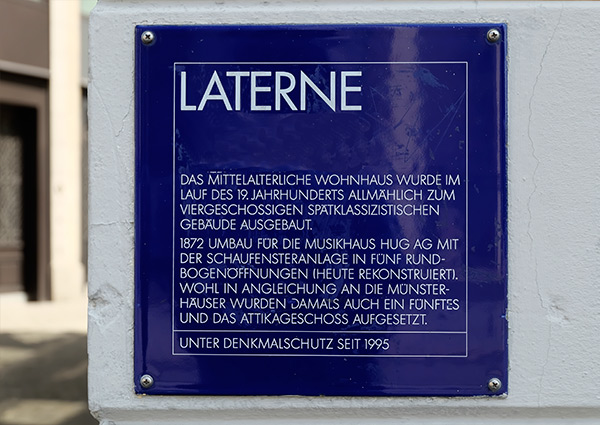 LATERNE
DAS MITTELALTERLICHE WOHNHAUS WURDE IM
LAUF DES 19. JAHRHUNDERTS ALLMÄHLICH ZUM
VIERGESCHOSSIGEN SPÄTKLASSIZISTISCHEN
GEBÄUDE AUSGEBAUT.
1872 UMBAU FÜR DIE MUSIKHAUS HUG AG MIT
DER SCHAUFENSTERANLAGE IN FÜNF RUND-
BOGENÖFFNUNGEN (HEUTE REKONSTRUIERT).
WOHL IN ANGLEICHUNG AN DIE MÜNSTER-
HÄUSER WURDEN DAMALS AUCH EIN FÜNFTES
UND DAS ATTIKAGESCHOSS AUFGESETZT.
UNTER DENKMALSCHUTZ SEIT 1995